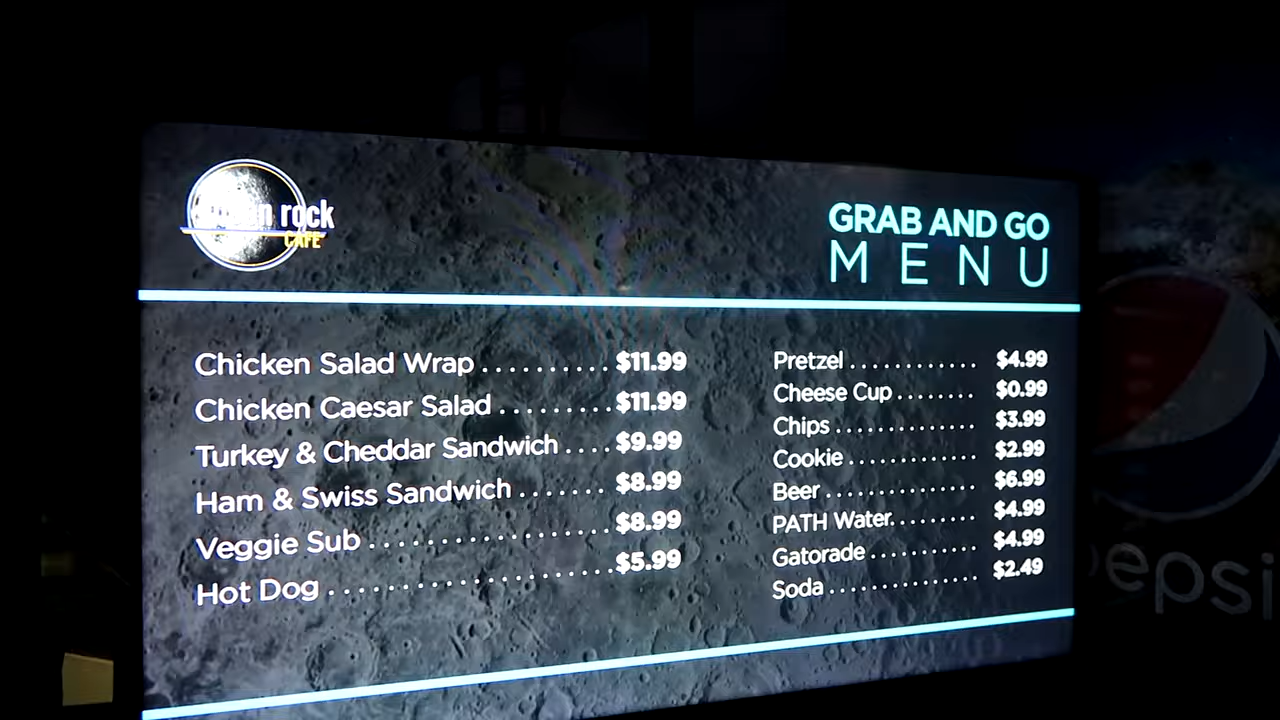 rock
CAFE
GRAB AND GO
MENU
Chicken Salad Wrap .......... $11.99
Chicken Caesar Salad ......... $11.99
Turkey & Cheddar Sandwich .... $9.99
Ham & Swiss Sandwich ....... $8.99
Veggie Sub ................. $8.99
Hot Dog ..................... $5.99
Pretzel ............ $4.99
Cheese Cup ........ $0.99
Chips ............. $3.99
Cookie ............ $2.99
Beer .............. $6.99
PATH Water......... $4.99
Gatorade .......... $4.99
Soda .............. $2.49
pepsi